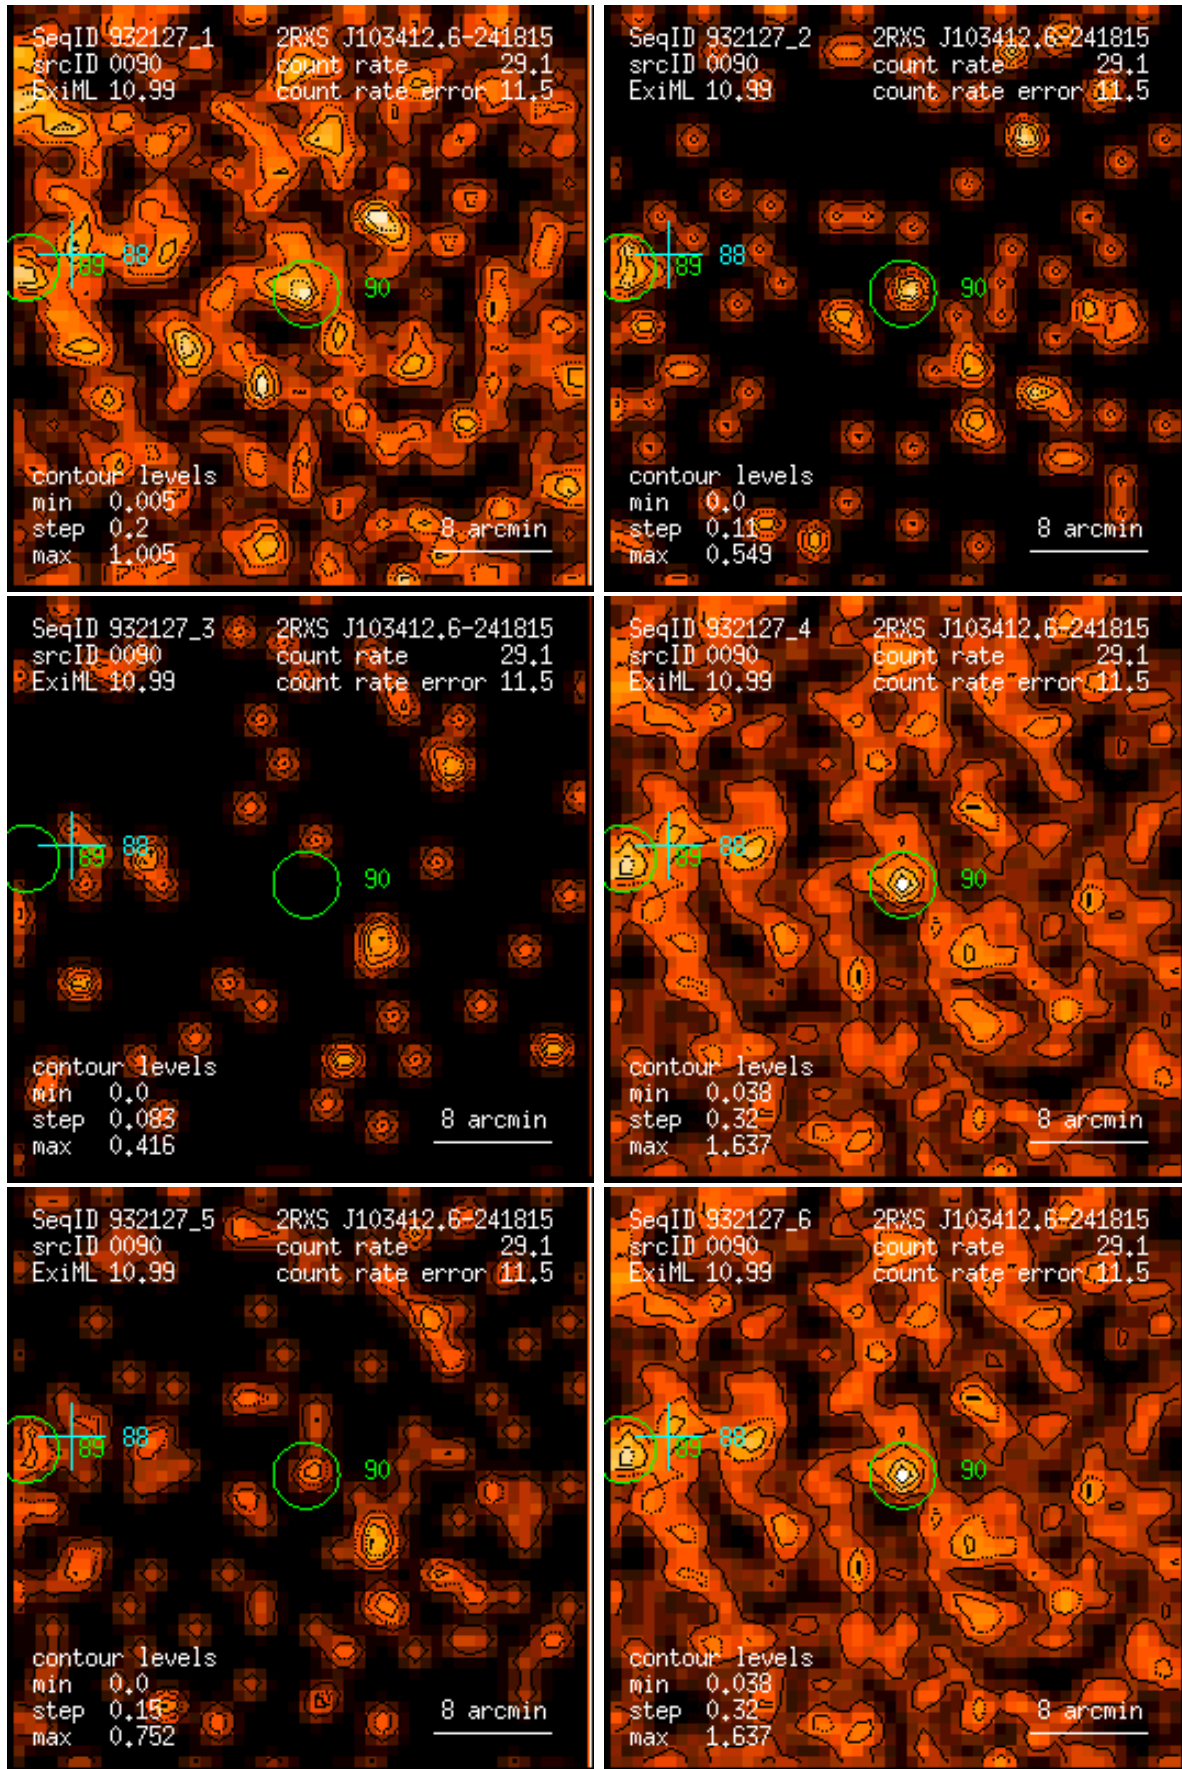 SeqID 932127_1 2RXS J103412.6-241815
srcID 0090 count rate 29.1
ExiML 10.99 count rate error 11.5
89 88
90
contour levels
min 0.005
step 0.2 8 arcmin
max 1.005
SeqID 932127_2 2RXS J103412.6-241815
srcID 0090 count rate 29.1
ExiML 10.99 count rate error 11.5
89 88
90
contour levels
min 0.0
step 0.11 8 arcmin
max 0.549
SeqID 932127_3 2RXS J103412.6-241815
srcID 0090 count rate 29.1
ExiML 10.99 count rate error 11.5
89 88
90
contour levels
min 0.0
step 0.083 8 arcmin
max 0.416
SeqID 932127_4 2RXS J103412.6-241815
srcID 0090 count rate 29.1
ExiML 10.99 count rate error 11.5
89 88
90
contour levels
min 0.038
step 0.32 8 arcmin
max 1.637
SeqID 932127_5 2RXS J103412.6-241815
srcID 0090 count rate 29.1
ExiML 10.99 count rate error 11.5
89 88
90
contour levels
min 0.0
step 0.15 8 arcmin
max 0.752
SeqID 932127_6 2RXS J103412.6-241815
srcID 0090 count rate 29.1
ExiML 10.99 count rate error 11.5
89 88
90
contour levels
min 0.038
step 0.32 8 arcmin
max 1.637